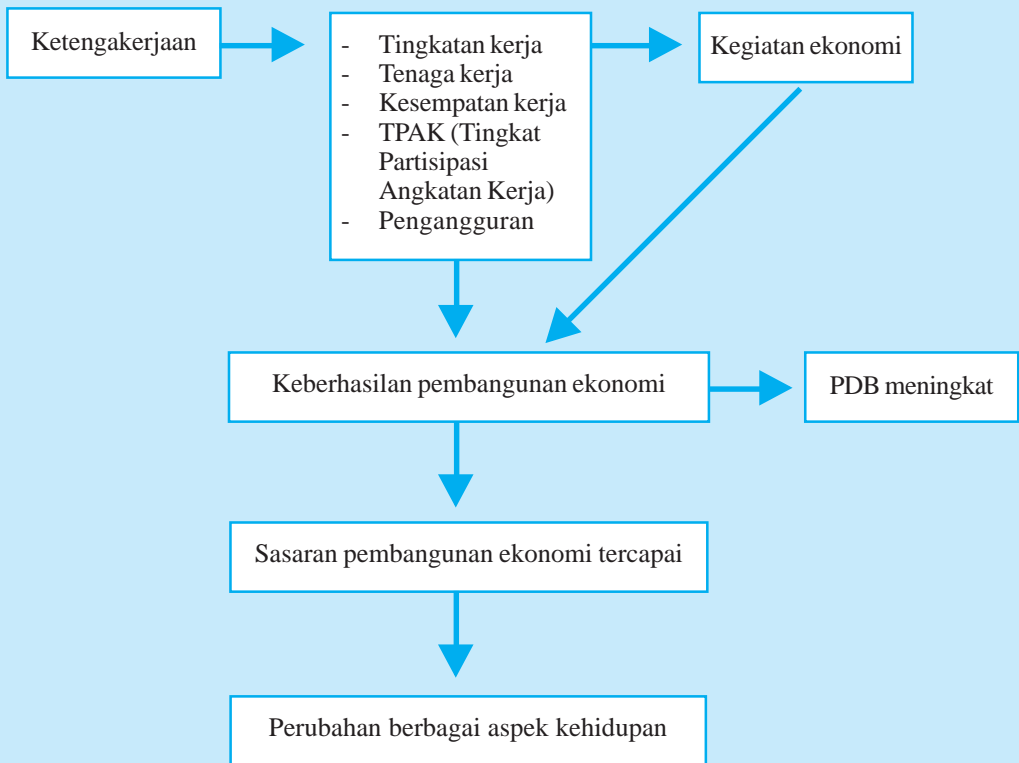 Ketengakerjaan
- Tingkatan kerja
- Tenaga kerja
- Kesempatan kerja
- TPAK (Tingkat
Partisipasi
Angkatan Kerja)
- Pengangguran
Kegiatan ekonomi
Keberhasilan pembangunan ekonomi
PDB meningkat
Sasaran pembangunan ekonomi tercapai
Perubahan berbagai aspek kehidupan